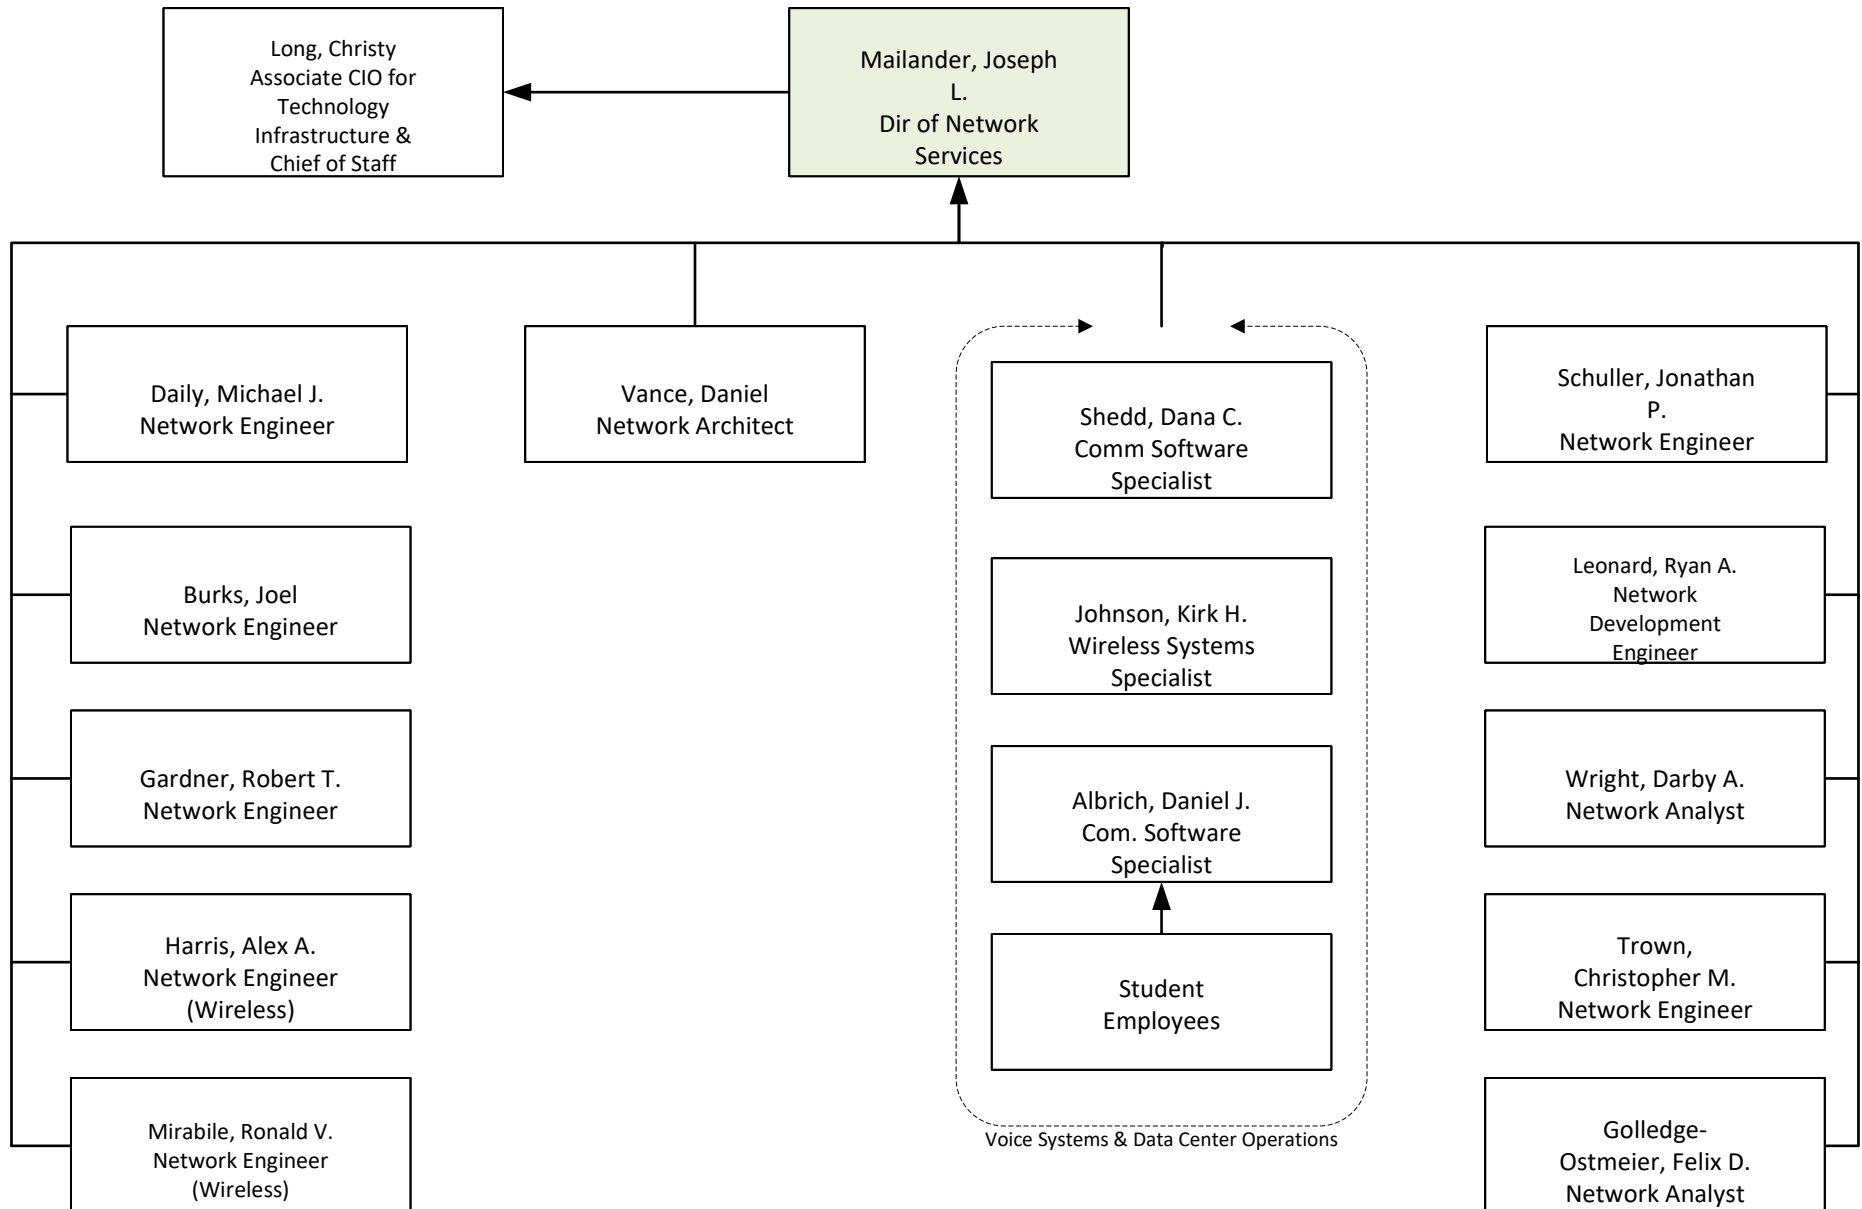 Long, Christy
Associate CIO for
Technology
Infrastructure &
Chief of Staff
Mailander, Joseph
L.
Dir of Network
Services
Daily, Michael J.
Network Engineer
Vance, Daniel
Network Architect
Shedd, Dana C.
Comm Software
Specialist
Schuller, Jonathan
P.
Network Engineer
Burks, Joel
Network Engineer
Johnson, Kirk H.
Wireless Systems
Specialist
Leonard, Ryan A.
Network
Development
Engineer
Gardner, Robert T.
Network Engineer
Albrich, Daniel J.
Com. Software
Specialist
Wright, Darby A.
Network Analyst
Harris, Alex A.
Network Engineer
(Wireless)
Student
Employees
Trown,
Christopher M.
Network Engineer
Mirabile, Ronald V.
Network Engineer
(Wireless)
Voice Systems & Data Center Operations
Golledge-
Ostmeier, Felix D.
Network Analyst